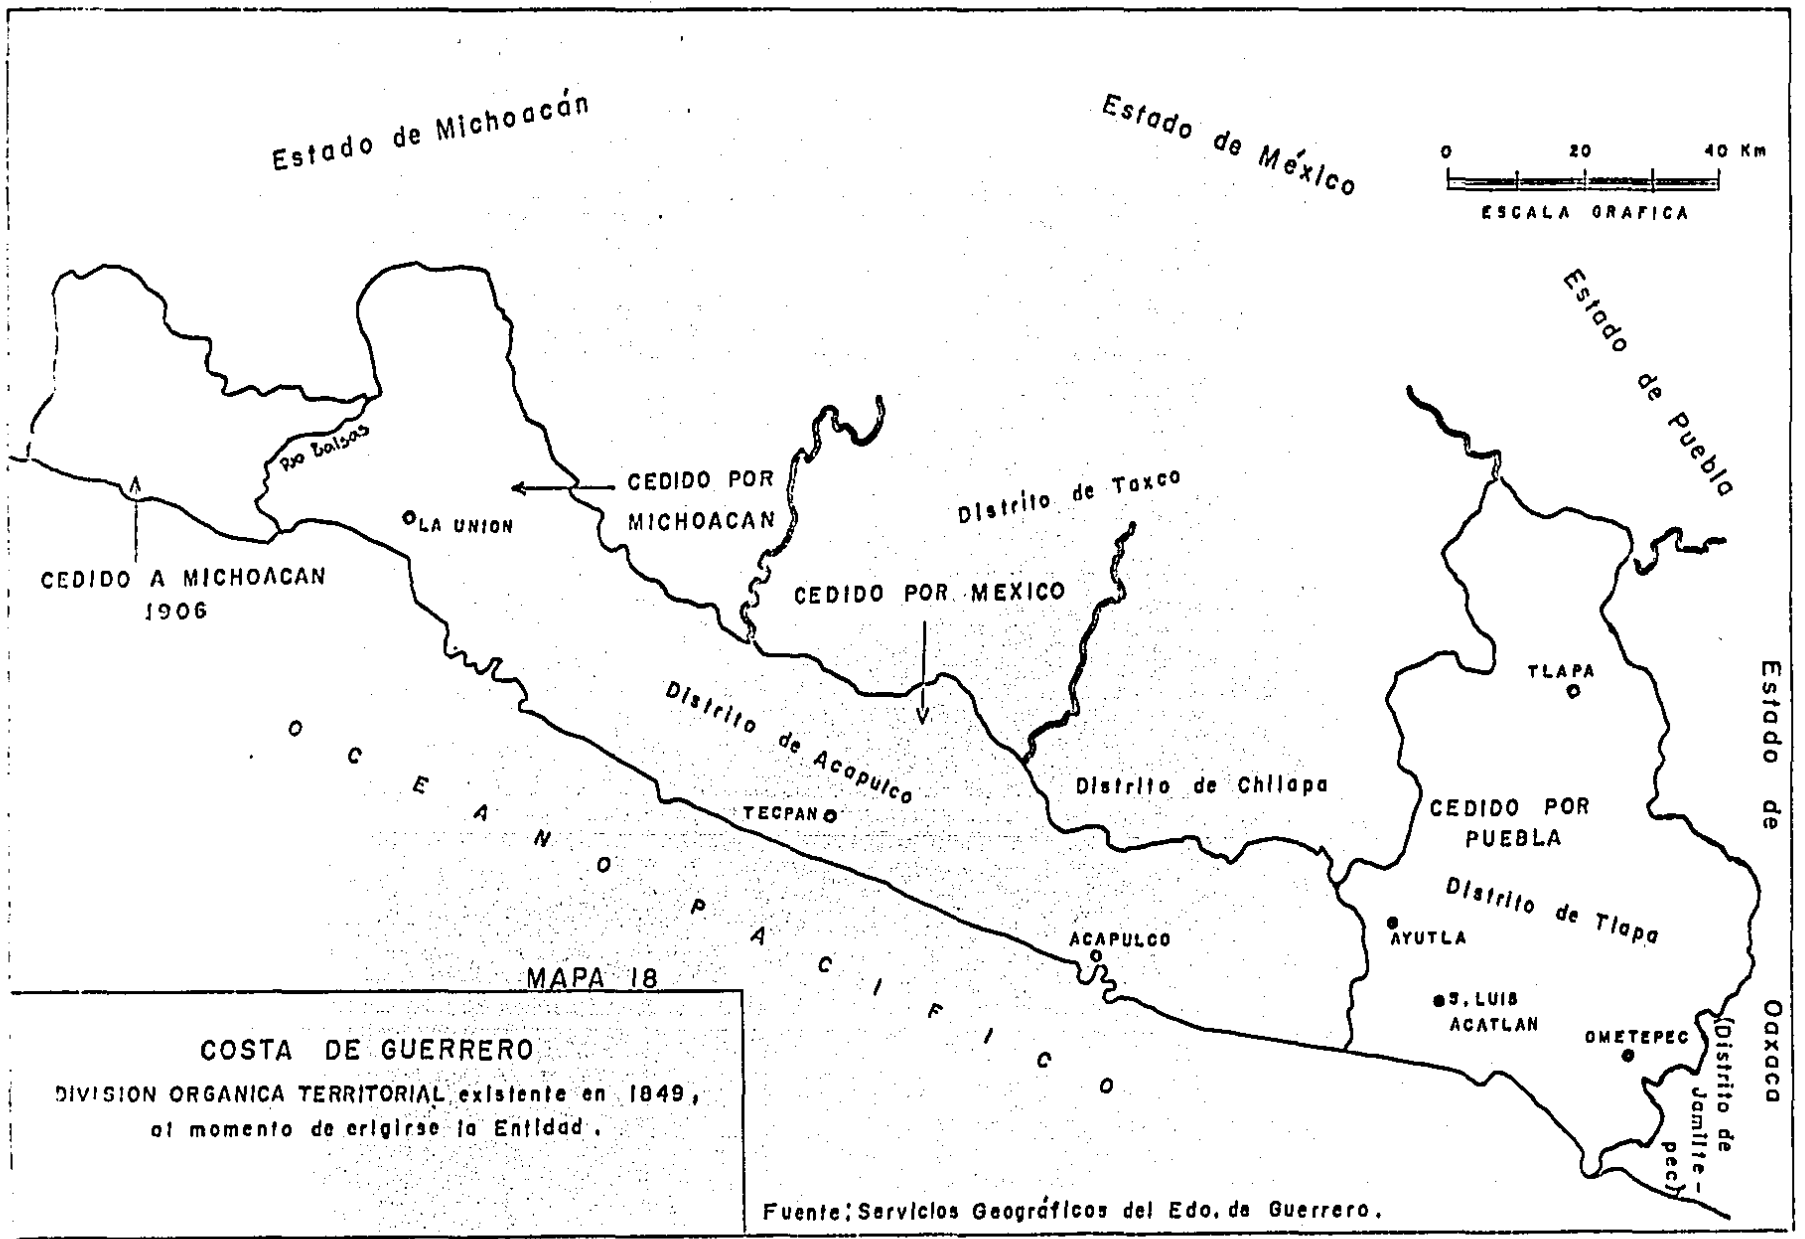 Estado de Michoacán
Estado de México
0 20 40 Km
ESCALA GRAFICA
Estado de Puebla
Rio Balsas
CEDIDO POR
MICHOACAN
LA UNION
Distrito de Taxco
CEDIDO A MICHOACAN
1906
CEDIDO POR MEXICO
TLAPA
Estado de Oaxaca
Distrito de Acapulco
Distrito de Chilapa
TECPAN
CEDIDO POR
PUEBLA
Distrito de Tlapa
AYUTLA
ACAPULCO
S. LUIS
ACATLAN
OMETEPEC
(Distrito de
Jamilte-
pec)
OCEANO PACIFICO
MAPA 18
COSTA DE GUERRERO
DIVISION ORGANICA TERRITORIAL existente en 1849,
al momento de erigirse la Entidad.
Fuente: Servicios Geográficos del Edo. de Guerrero.